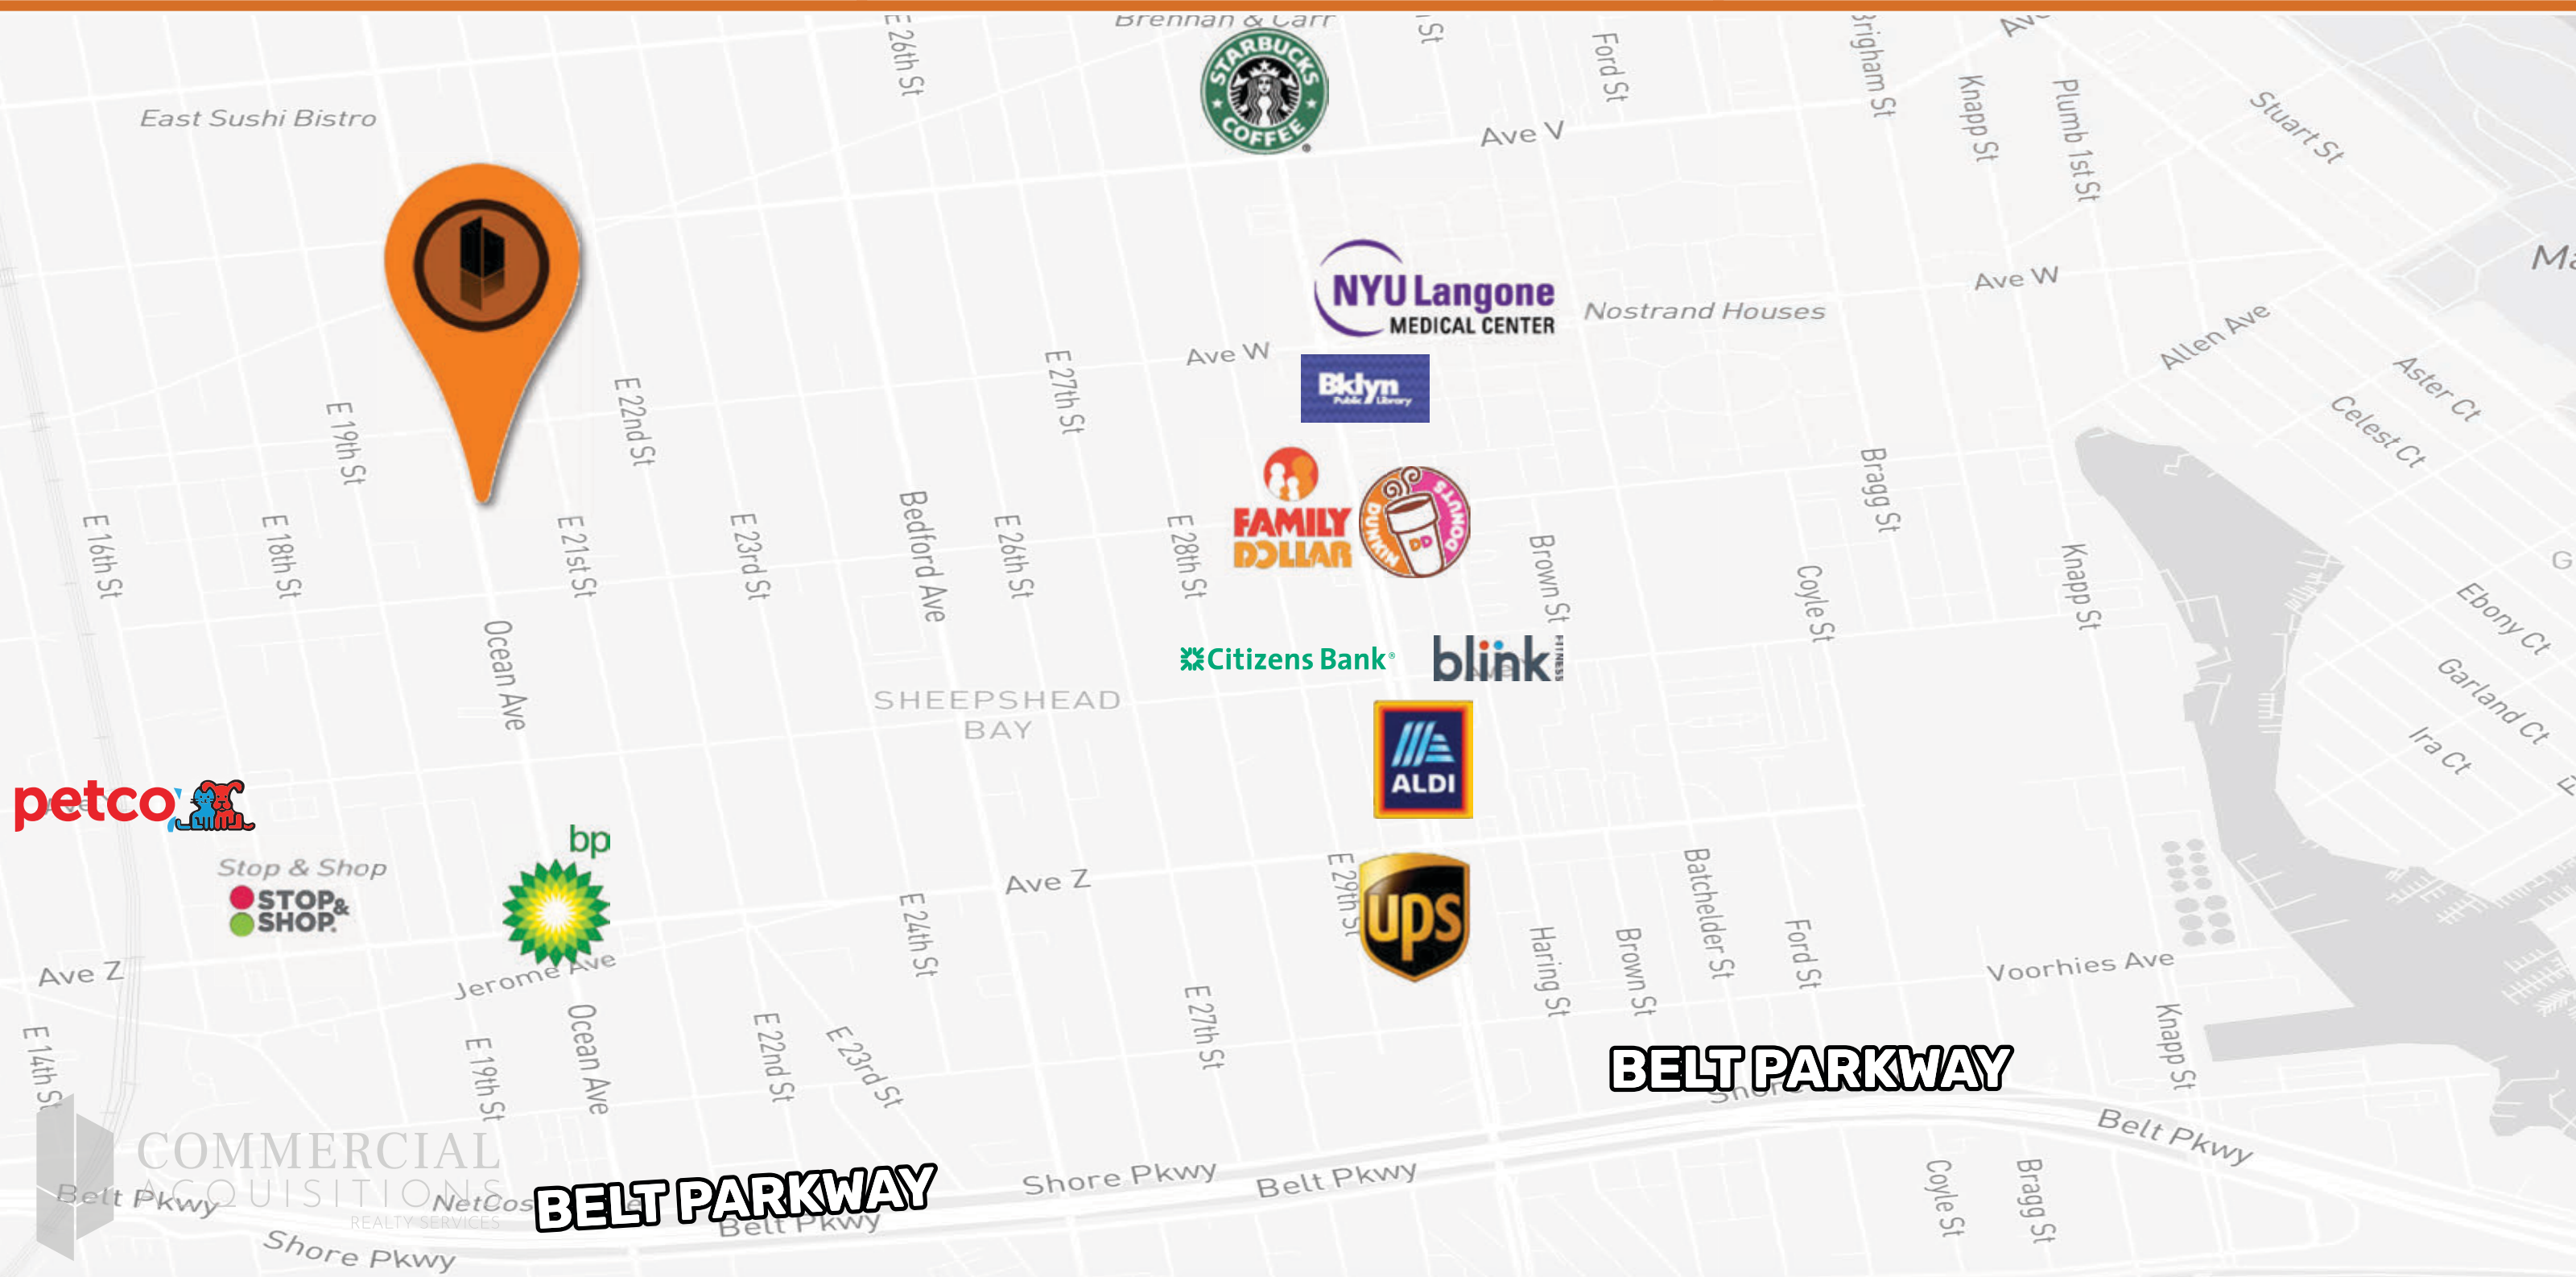 Brennan & Carr
E 26th St
St
Ford St
Brigham St
Knapp St
Plumb 1st St
Stuart St
STARBUCKS
COFFEE
East Sushi Bistro
Ave V
NYU Langone
MEDICAL CENTER
Nostrand Houses
Ave W
Ave W
Allen Ave
Aster Ct
Celest Ct
Bklyn
Public Library
E 27th St
E 22nd St
E 19th St
FAMILY
DOLLAR
DUNKIN'
DONUTS
DD
Bragg St
E 16th St
E 18th St
E 21st St
E 23rd St
Bedford Ave
E 26th St
E 28th St
Brown St
Coyle St
Knapp St
Ebony Ct
Garland Ct
Ira Ct
Ocean Ave
Citizens Bank
blink
FITNESS
SHEEPSHEAD
BAY
ALDI
petco
bp
Stop & Shop
STOP&
SHOP.
Ave Z
E 29th St
ups
E 24th St
Batchelder St
Ford St
Haring St
Brown St
Voorhies Ave
Ave Z
Jerome Ave
E 14th St
E 19th St
Ocean Ave
E 22nd St
E 23rd St
E 27th St
Knapp St
BELT PARKWAY
Shore
Belt Pkwy
COMMERCIAL
ACQUISITIONS
REALTY SERVICES
Belt Pkwy
NetCos
BELT PARKWAY
Belt Pkwy
Shore Pkwy
Belt Pkwy
Shore Pkwy
Coyle St
Bragg St